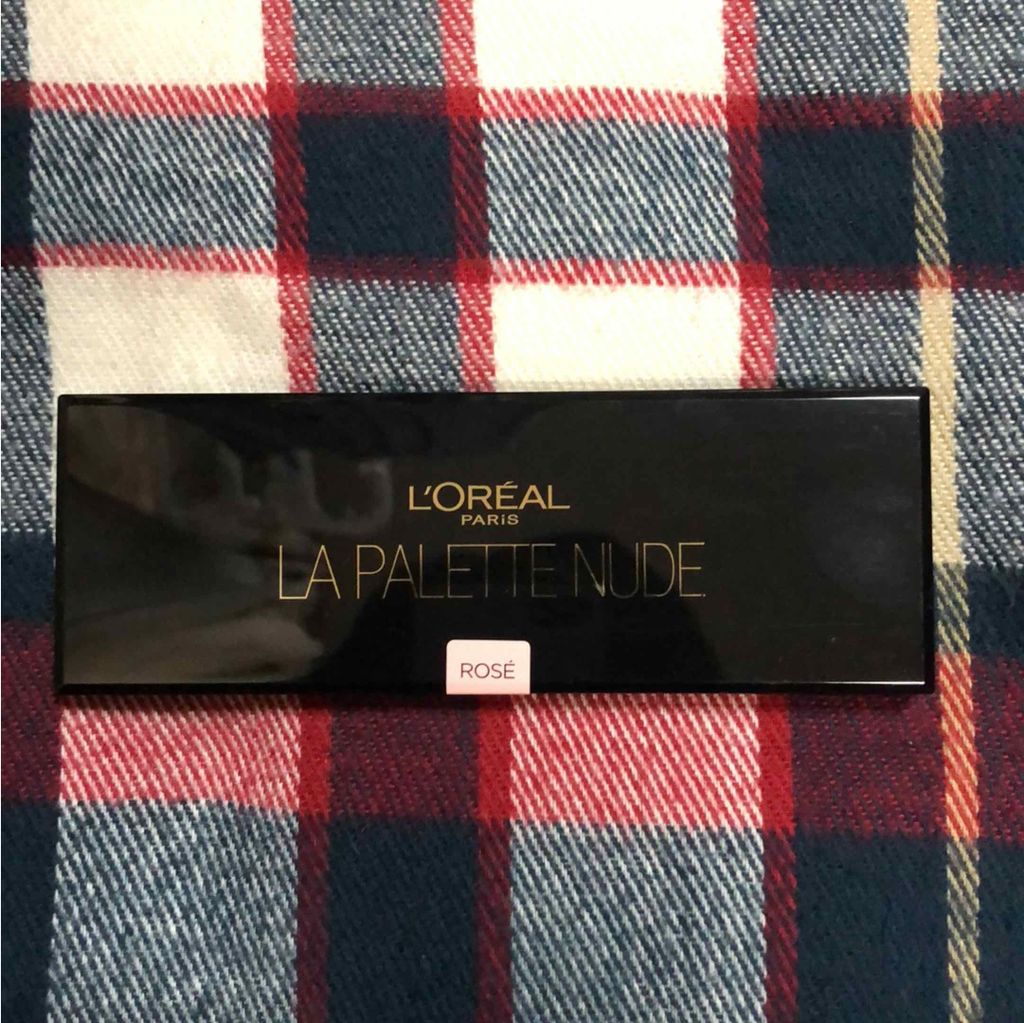 L'ORÉAL
PARiS
LA PALETTE NUDE.
ROSÉ